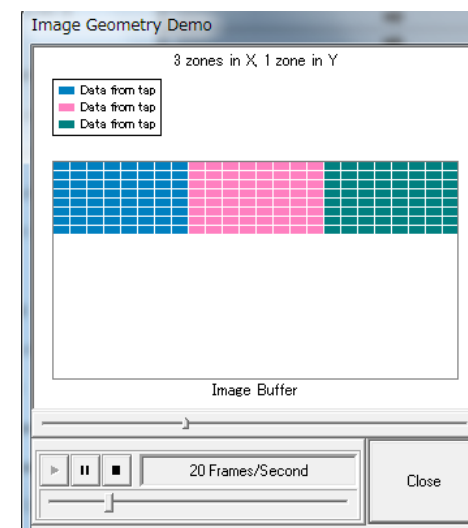 Image Geometry Demo
3 zones in X, 1 zone in Y
Data from tap
Data from tap
Data from tap
Image Buffer
20 Frames/Second
Close